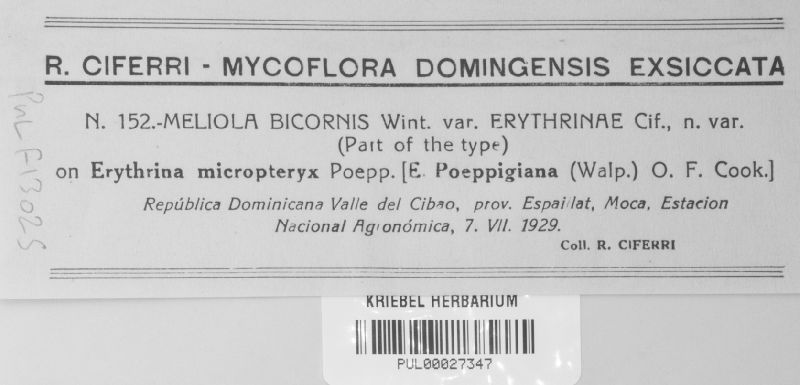 R. CIFERRI - MYCOFLORA DOMINGENSIS EXSICCATA
N. 152.-MELIOLA BICORNIS Wint. var. ERYTHRINAE Cif., n. var.
(Part of the type)
on Erythrina micropteryx Poepp. [E. Poeppigiana (Walp.) O. F. Cook.]
República Dominicana Valle del Cibao, prov. Espaillat, Moca, Estacion
Nacional Agronómica, 7. VII. 1929.
Coll. R. CIFERRI
PUL F13025
KRIEBEL HERBARIUM
PUL00027347